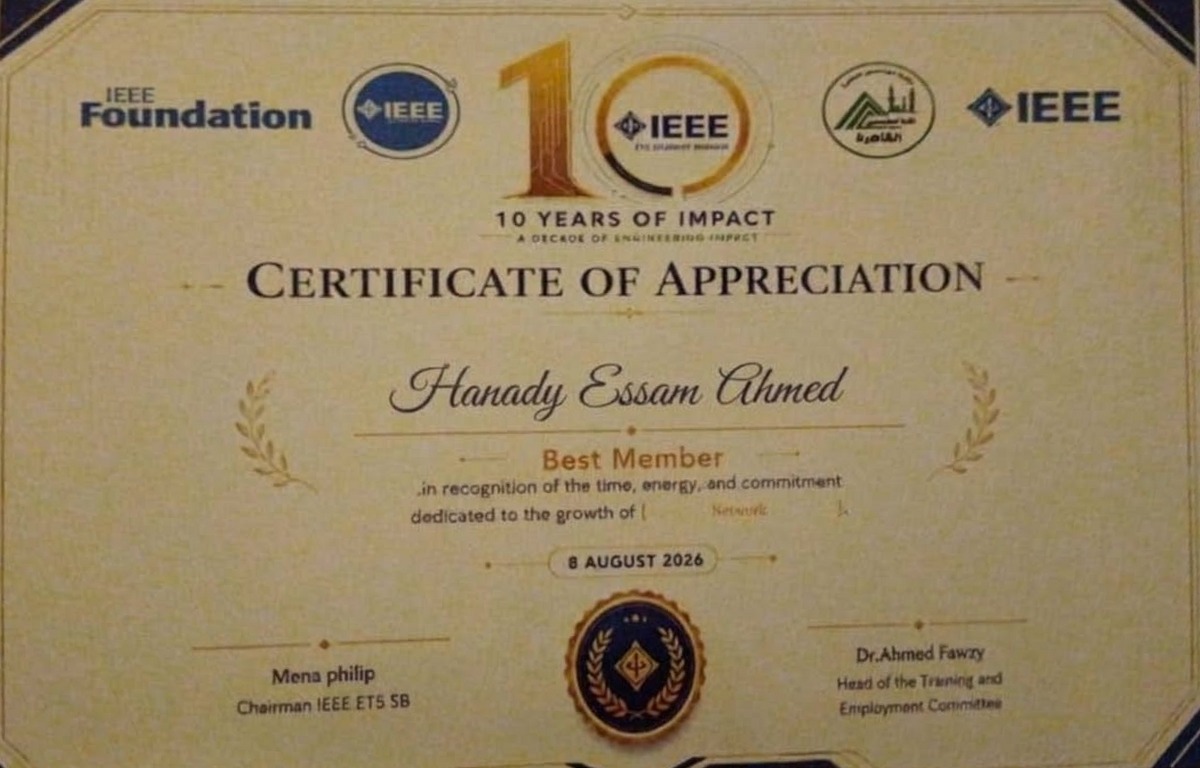 IEEE
Foundation
IEEE
IEEE
القاهرة
IEEE
10 YEARS OF IMPACT
A DECADE OF ENGINEERING IMPACT
CERTIFICATE OF APPRECIATION
Hanady Essam Ahmed
Best Member
.in recognition of the time, energy, and commitment
dedicated to the growth of [ Network ].
8 AUGUST 2026
Mena philip
Chairman IEEE ET5 SB
Dr.Ahmed Fawzy
Head of the Training and
Employment Committee